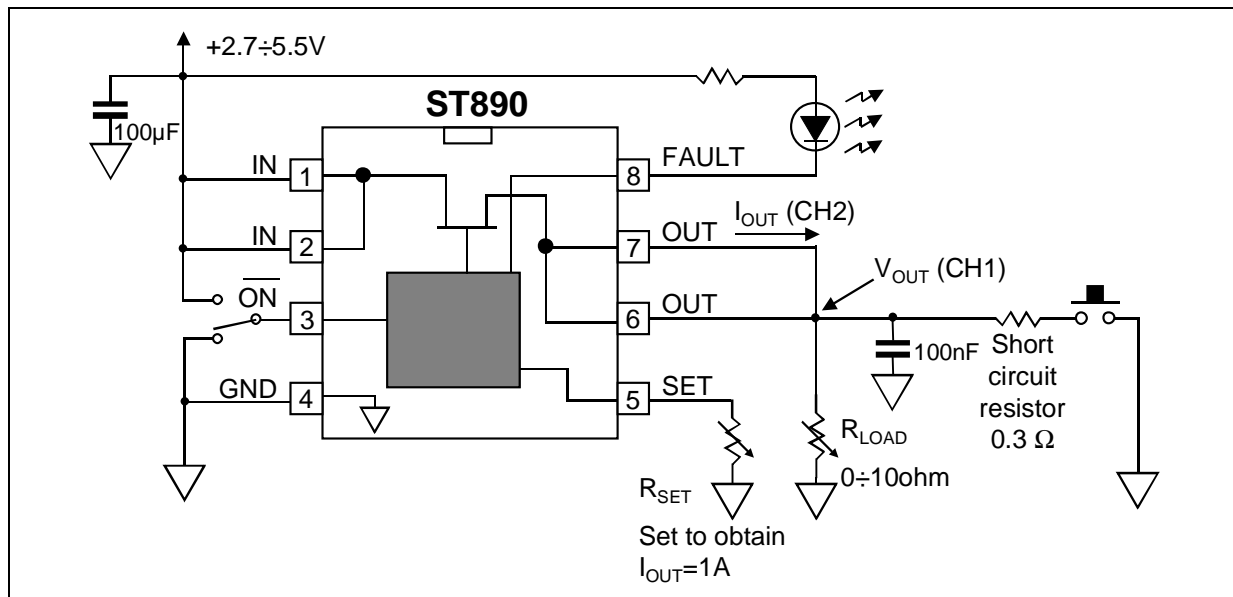 +2.7÷5.5V
100µF
ST890
IN
1
8
FAULT
IN
2
7
OUT
I_OUT (CH2)
V_OUT (CH1)
ON
3
6
OUT
100nF
Short
circuit
resistor
0.3 Ω
GND
4
5
SET
R_SET
R_LOAD
0÷10ohm
Set to obtain
I_OUT=1A